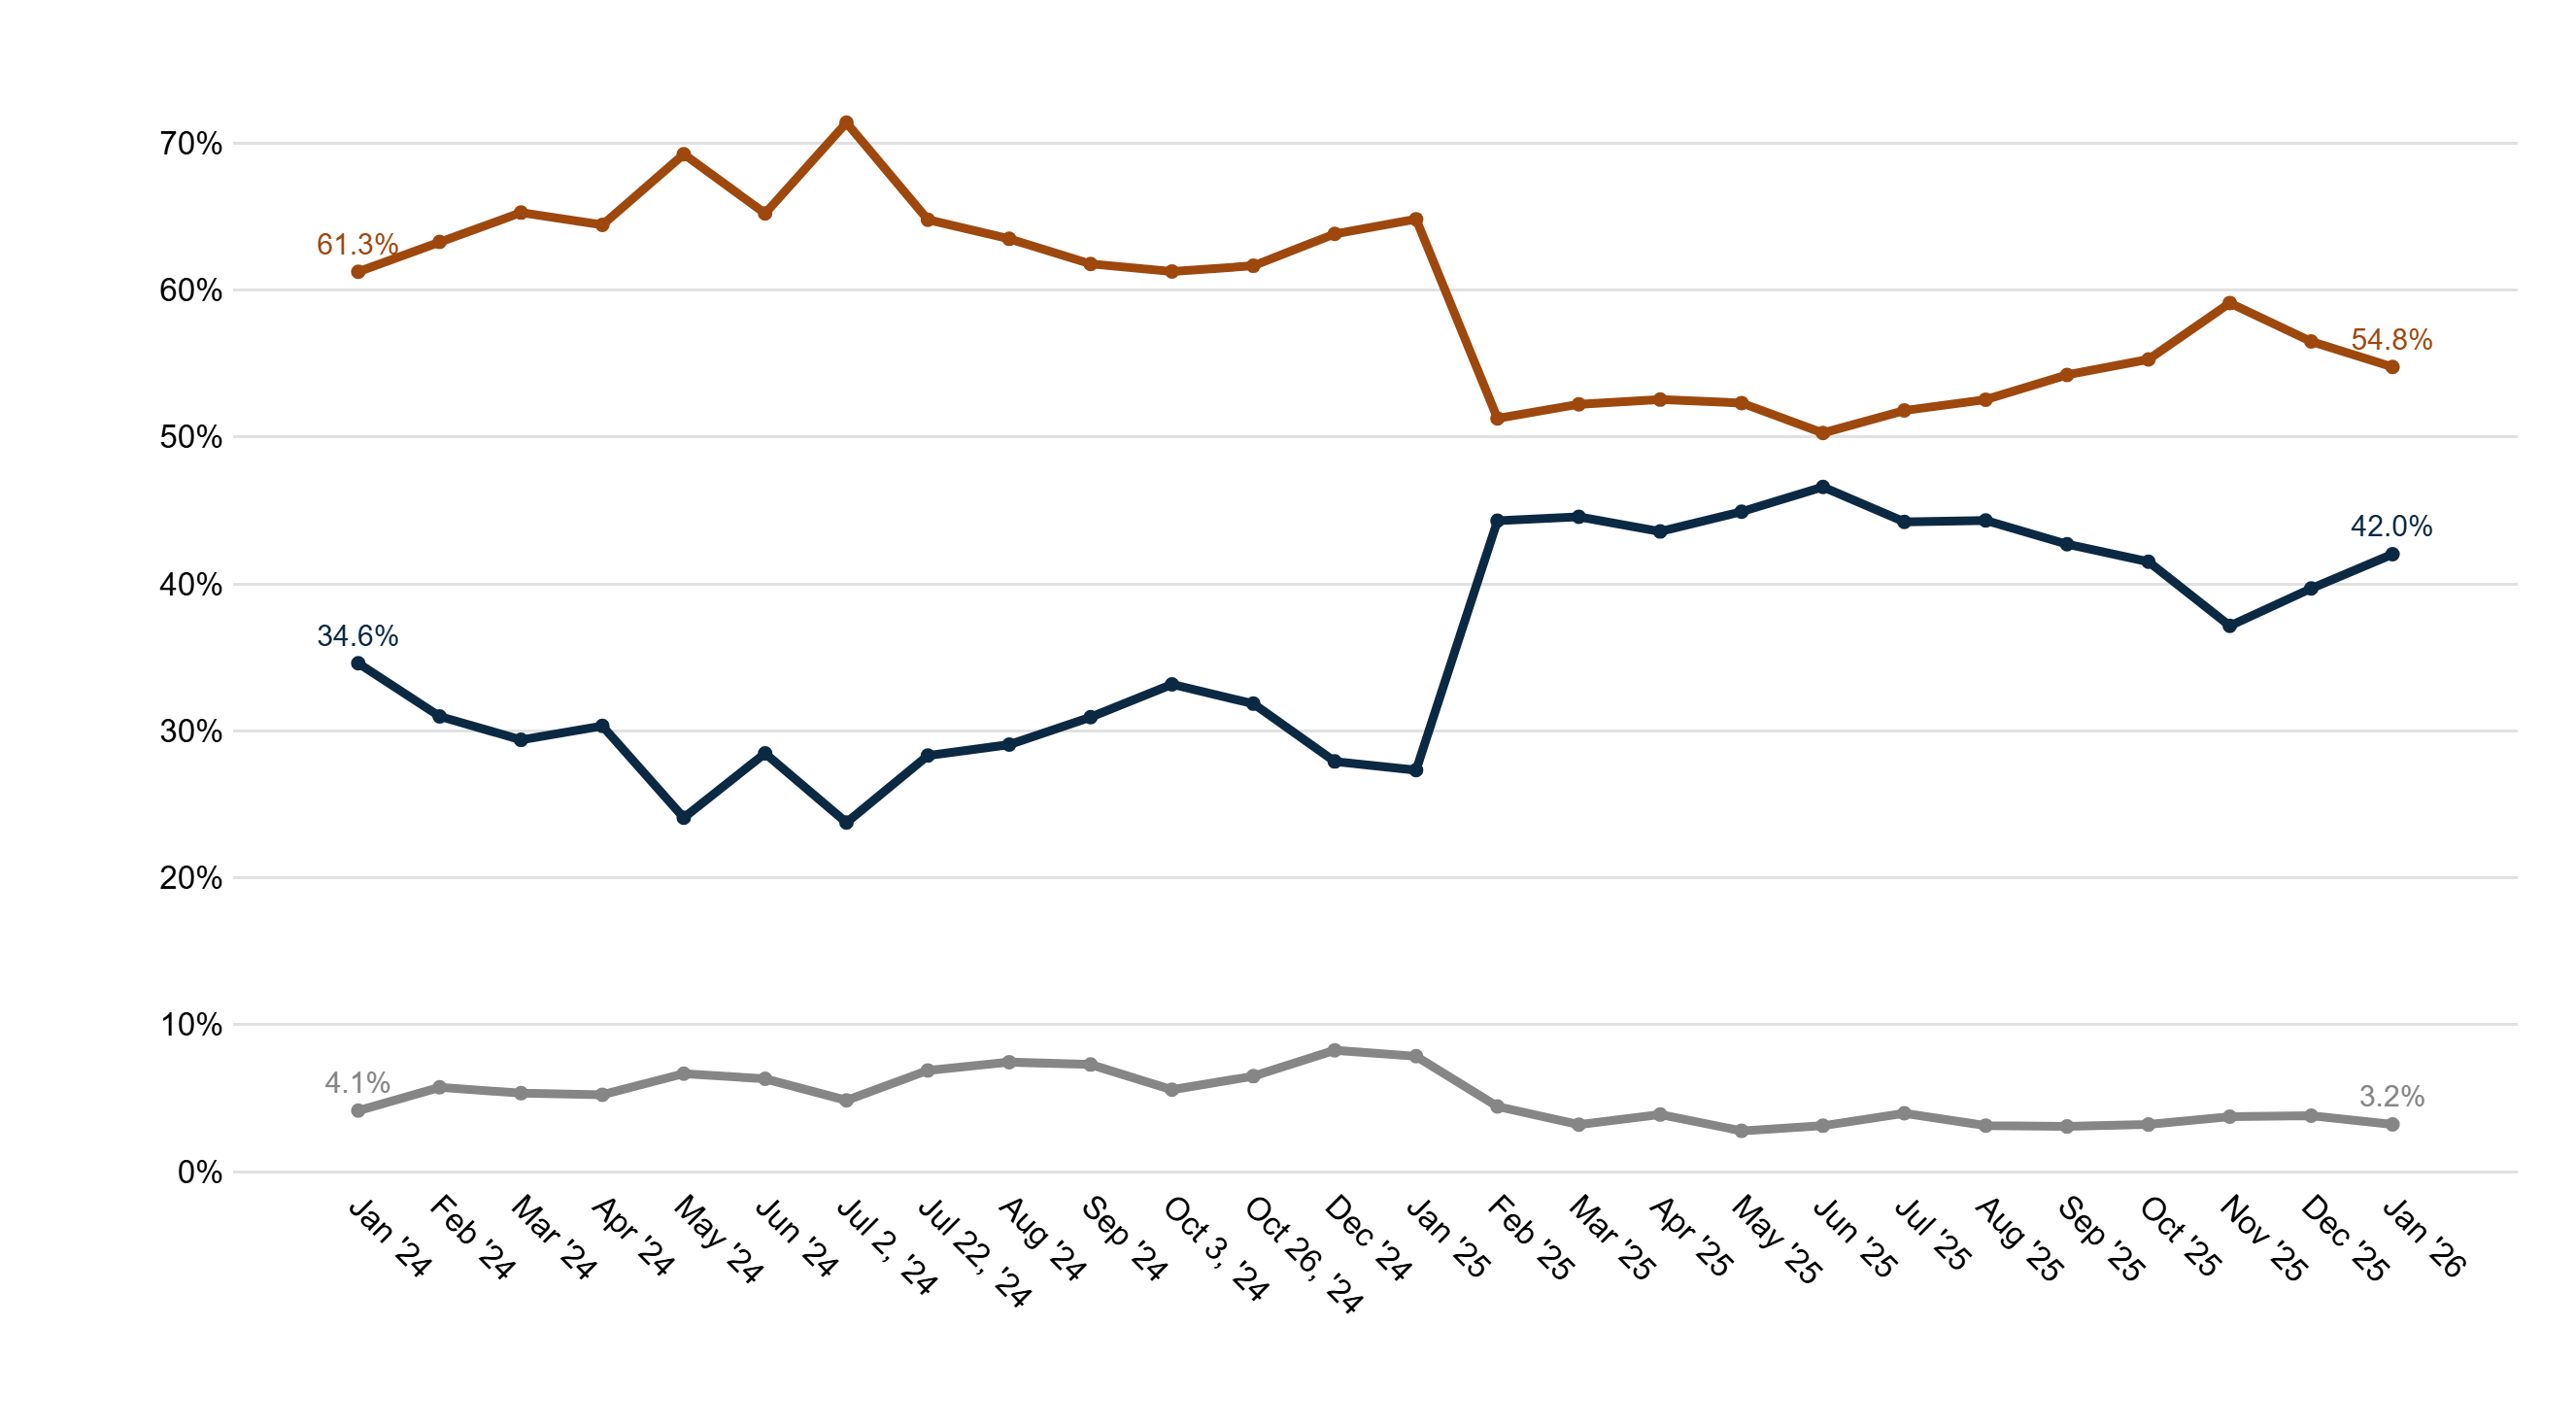 70%
61.3%
60%
54.8%
50%
42.0%
40%
34.6%
30%
20%
10%
4.1%
3.2%
0%
Jan '24
Feb '24
Mar '24
Apr '24
May '24
Jun '24
Jul 2, '24
Jul 22, '24
Aug '24
Sep '24
Oct 3, '24
Oct 26, '24
Dec '24
Jan '25
Feb '25
Mar '25
Apr '25
May '25
Jun '25
Jul '25
Aug '25
Sep '25
Oct '25
Nov '25
Dec '25
Jan '26